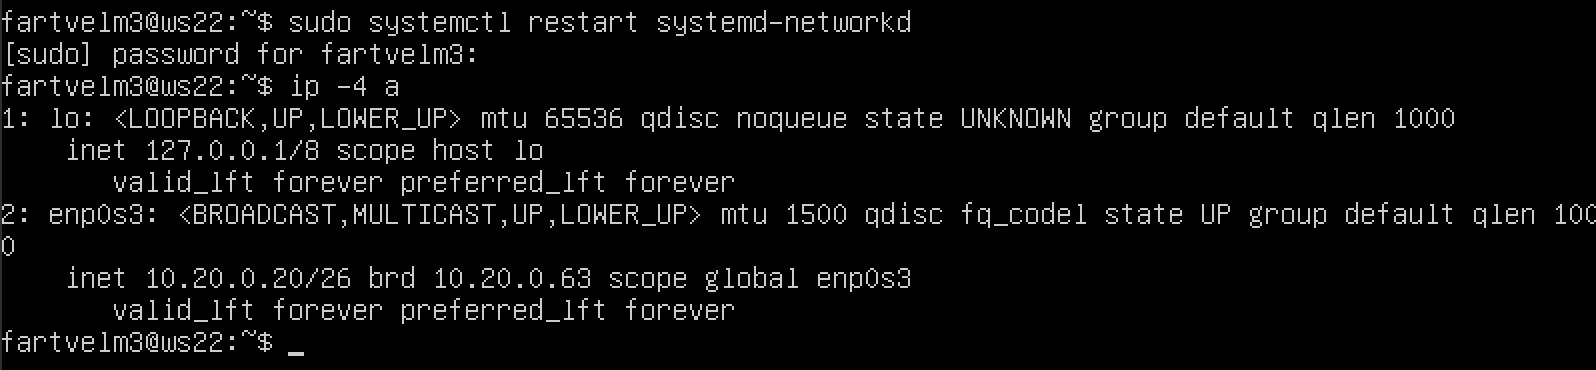 fartvelm3@ws22:~$ sudo systemctl restart systemd-networkd
[sudo] password for fartvelm3:
fartvelm3@ws22:~$ ip -4 a
1: lo: <LOOPBACK,UP,LOWER_UP> mtu 65536 qdisc noqueue state UNKNOWN group default qlen 1000
    inet 127.0.0.1/8 scope host lo
       valid_lft forever preferred_lft forever
2: enp0s3: <BROADCAST,MULTICAST,UP,LOWER_UP> mtu 1500 qdisc fq_codel state UP group default qlen 100
0
    inet 10.20.0.20/26 brd 10.20.0.63 scope global enp0s3
       valid_lft forever preferred_lft forever
fartvelm3@ws22:~$ _